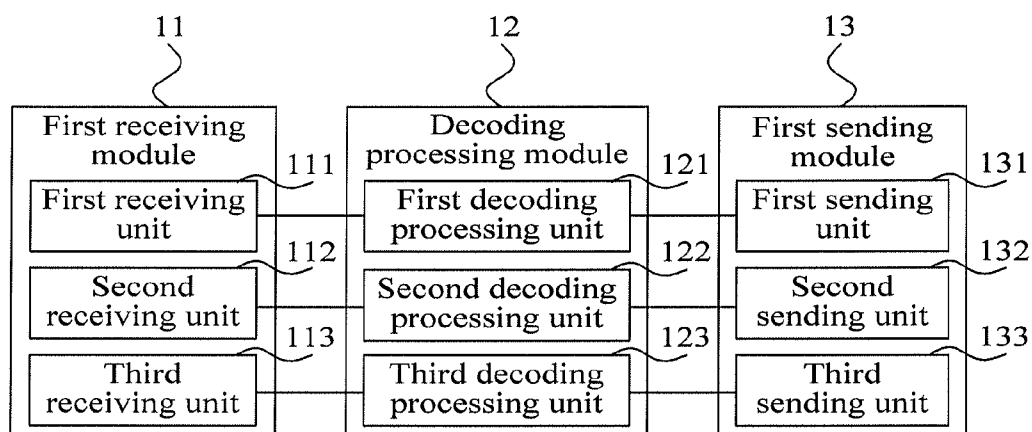 11
12
13
First receiving
module
Decoding
processing module
First sending
module
111
121
131
First receiving
unit
First decoding
processing unit
First sending
unit
112
122
132
Second
receiving unit
Second decoding
processing unit
Second
sending unit
113
123
133
Third
receiving unit
Third decoding
processing unit
Third
sending unit